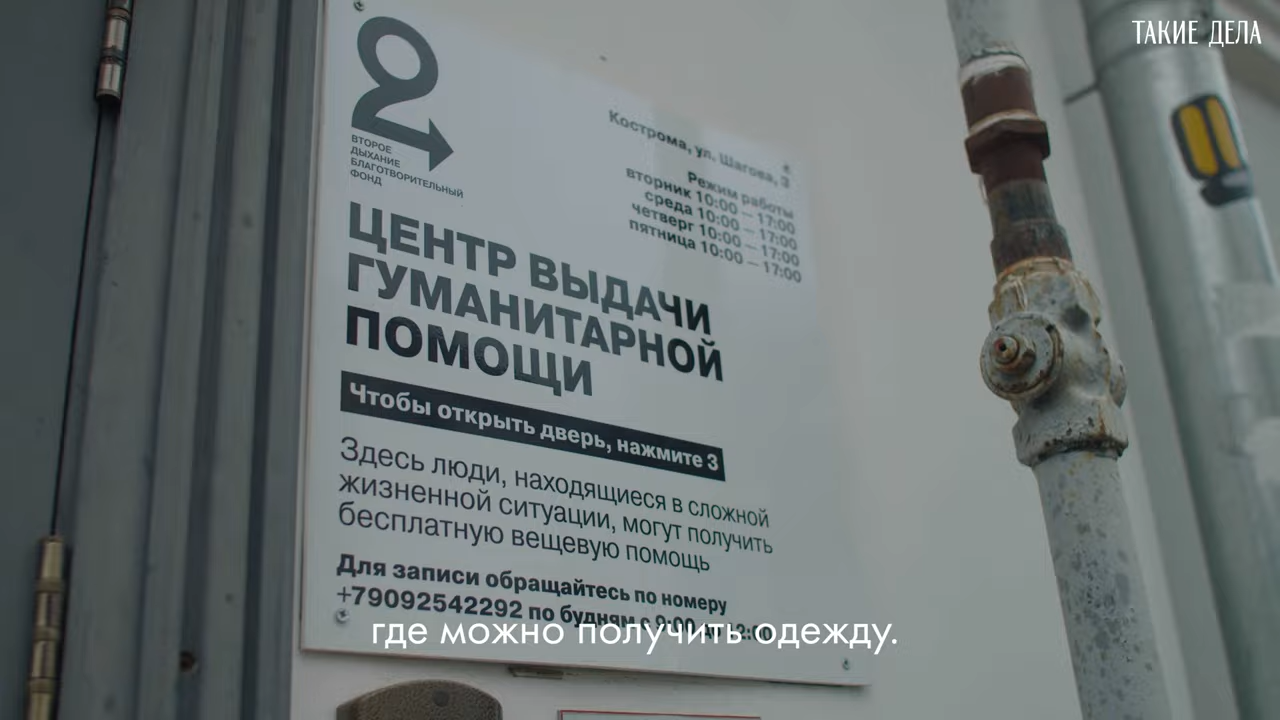 ТАКИЕ ДЕЛА
ВТОРОЕ
ДЫХАНИЕ
БЛАГОТВОРИТЕЛЬНЫЙ
ФОНД
Кострома, ул. Шагова, 3
Режим работы
вторник 10:00 – 17:00
среда 10:00 – 17:00
четверг 10:00 – 17:00
пятница 10:00 – 17:00
ЦЕНТР ВЫДАЧИ
ГУМАНИТАРНОЙ
ПОМОЩИ
Чтобы открыть дверь, нажмите 3
Здесь люди, находящиеся в сложной
жизненной ситуации, могут получить
бесплатную вещевую помощь
Для записи обращайтесь по номеру
+79092542292 по будням с 9:00 до
где можно получить одежду.